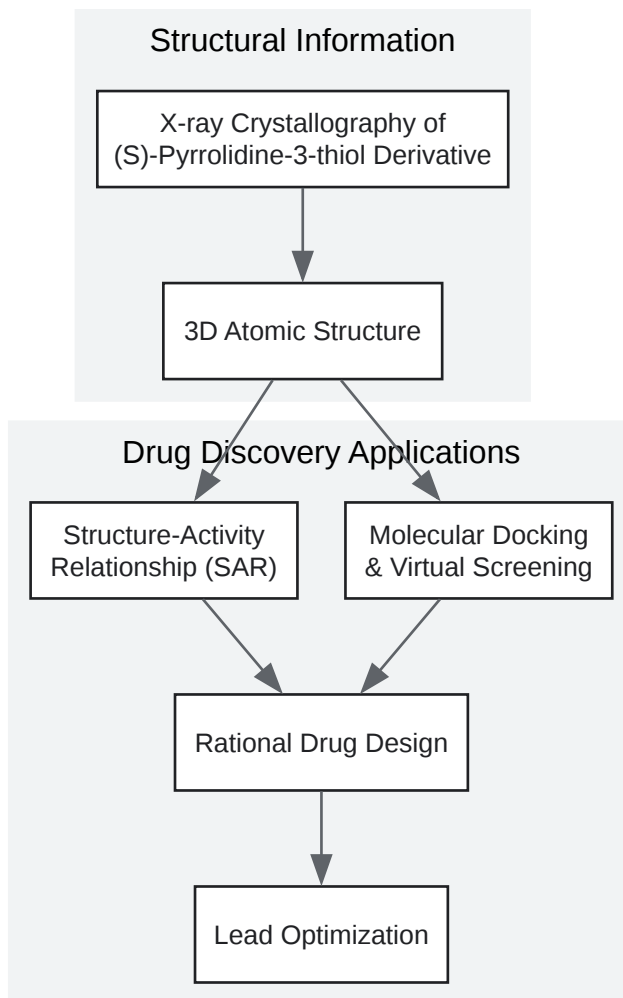 Structural Information
X-ray Crystallography of
(S)-Pyrrolidine-3-thiol Derivative
3D Atomic Structure
Drug Discovery Applications
Structure-Activity
Relationship (SAR)
Molecular Docking
& Virtual Screening
Rational Drug Design
Lead Optimization